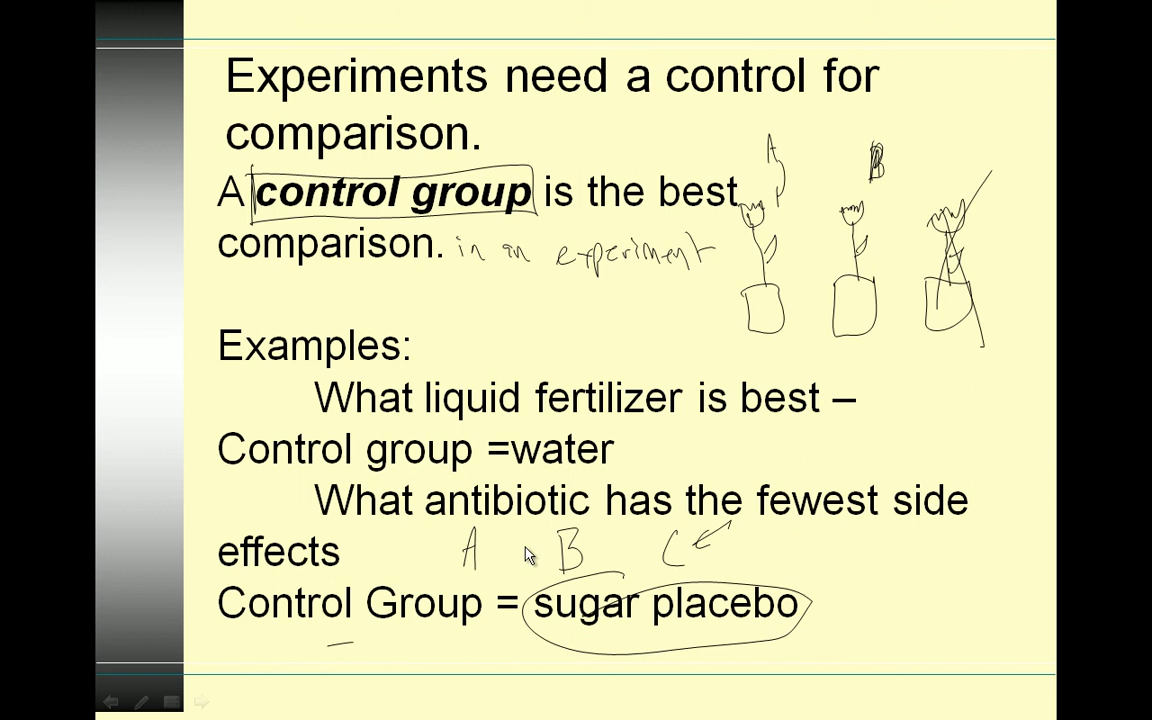 Experiments need a control for
comparison.
A B
A control group is the best
comparison. in an experiment
Examples:
What liquid fertilizer is best –
Control group =water
What antibiotic has the fewest side
effects A B C
Control Group = sugar placebo